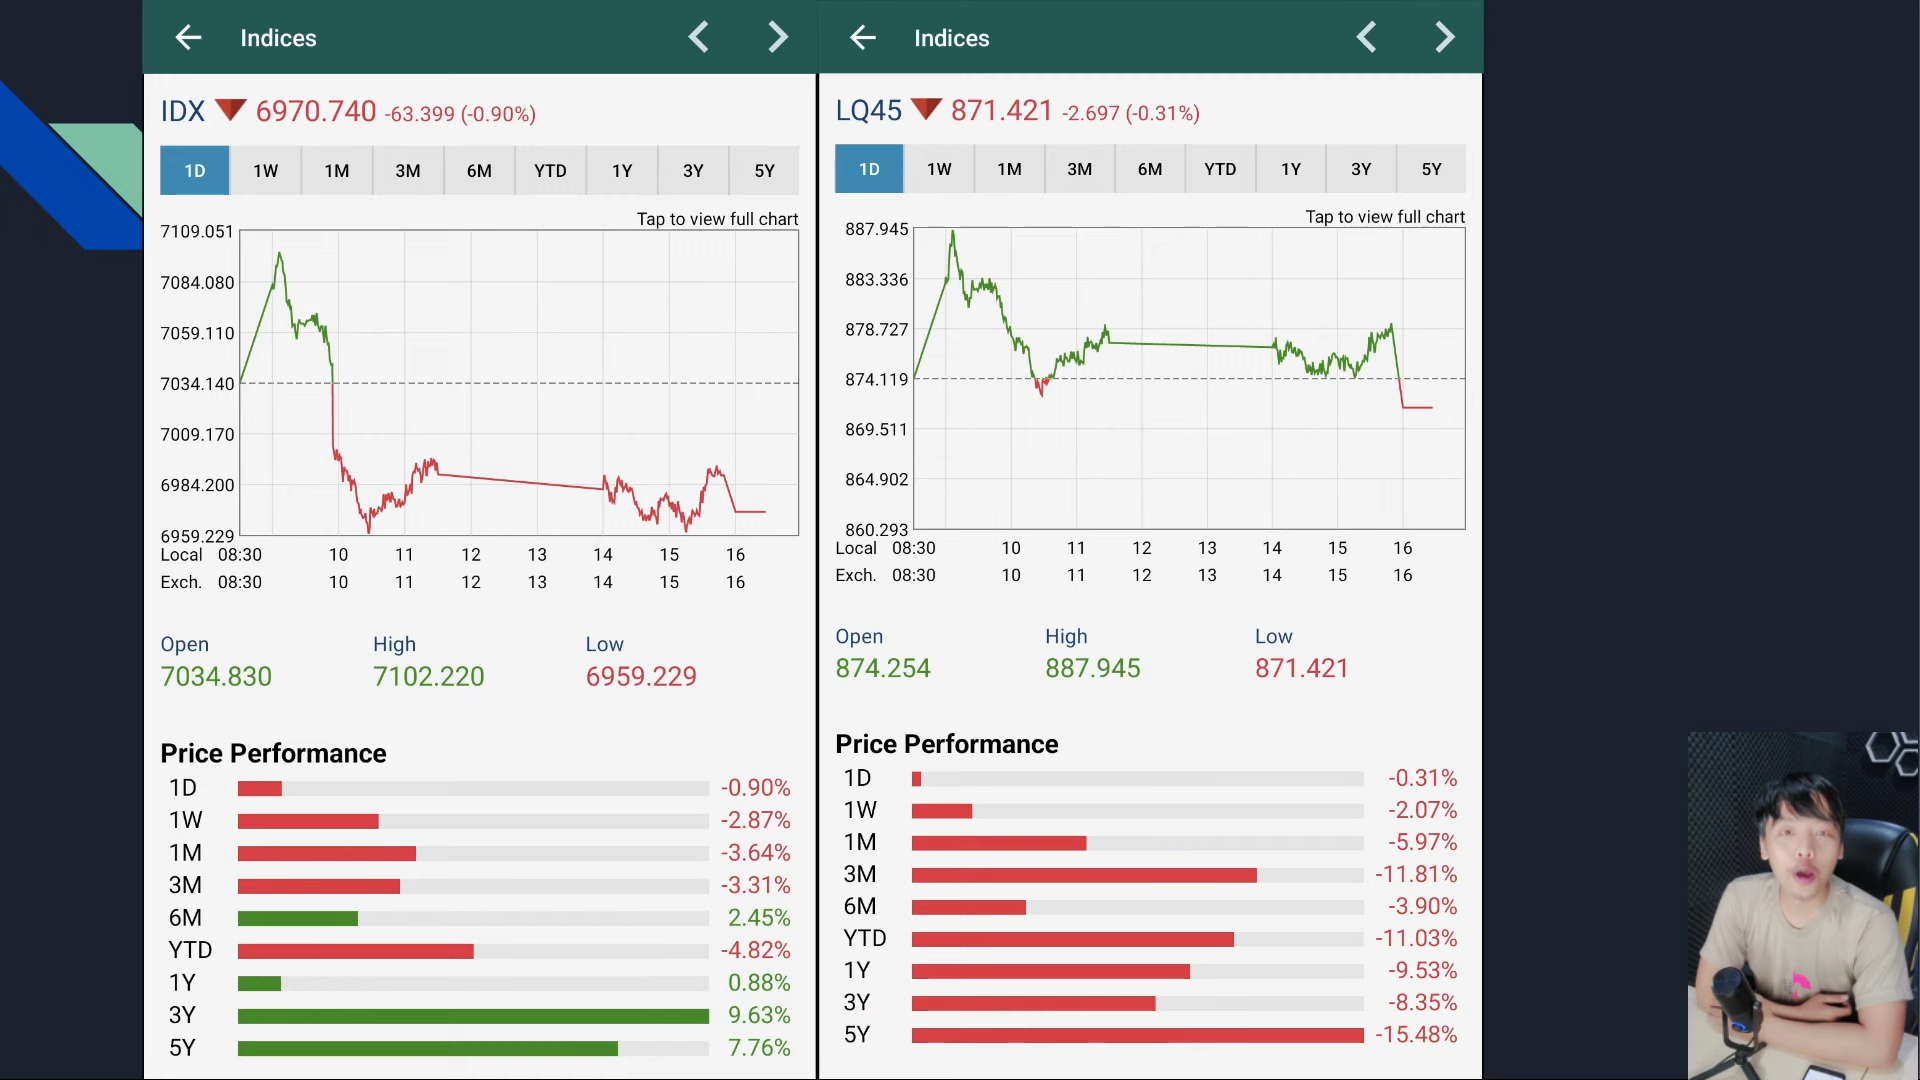 Indices
IDX 6970.740 -63.399 (-0.90%)
1D 1W 1M 3M 6M YTD 1Y 3Y 5Y
Tap to view full chart
7109.051
7084.080
7059.110
7034.140
7009.170
6984.200
6959.229
Local 08:30 10 11 12 13 14 15 16
Exch. 08:30 10 11 12 13 14 15 16
Open High Low
7034.830 7102.220 6959.229
Price Performance
1D -0.90%
1W -2.87%
1M -3.64%
3M -3.31%
6M 2.45%
YTD -4.82%
1Y 0.88%
3Y 9.63%
5Y 7.76%
Indices
LQ45 871.421 -2.697 (-0.31%)
1D 1W 1M 3M 6M YTD 1Y 3Y 5Y
Tap to view full chart
887.945
883.336
878.727
874.119
869.511
864.902
860.293
Local 08:30 10 11 12 13 14 15 16
Exch. 08:30 10 11 12 13 14 15 16
Open High Low
874.254 887.945 871.421
Price Performance
1D -0.31%
1W -2.07%
1M -5.97%
3M -11.81%
6M -3.90%
YTD -11.03%
1Y -9.53%
3Y -8.35%
5Y -15.48%